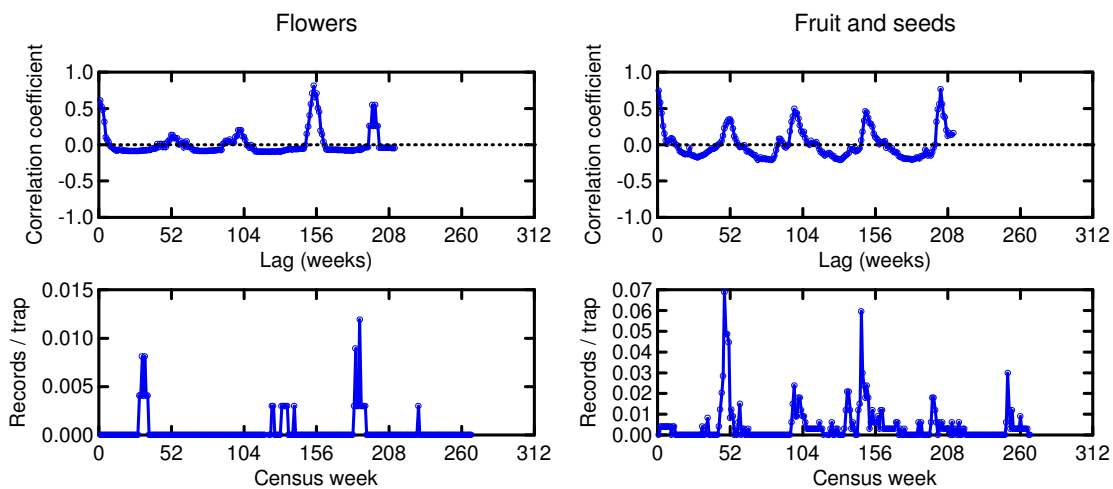 Flowers
Fruit and seeds
Correlation coefficient
1.0
0.5
0.0
-0.5
-1.0
0 52 104 156 208 260 312
Lag (weeks)
Correlation coefficient
1.0
0.5
0.0
-0.5
-1.0
0 52 104 156 208 260 312
Lag (weeks)
Records / trap
0.015
0.010
0.005
0.000
0 52 104 156 208 260 312
Census week
Records / trap
0.07
0.06
0.05
0.04
0.03
0.02
0.01
0.00
0 52 104 156 208 260 312
Census week